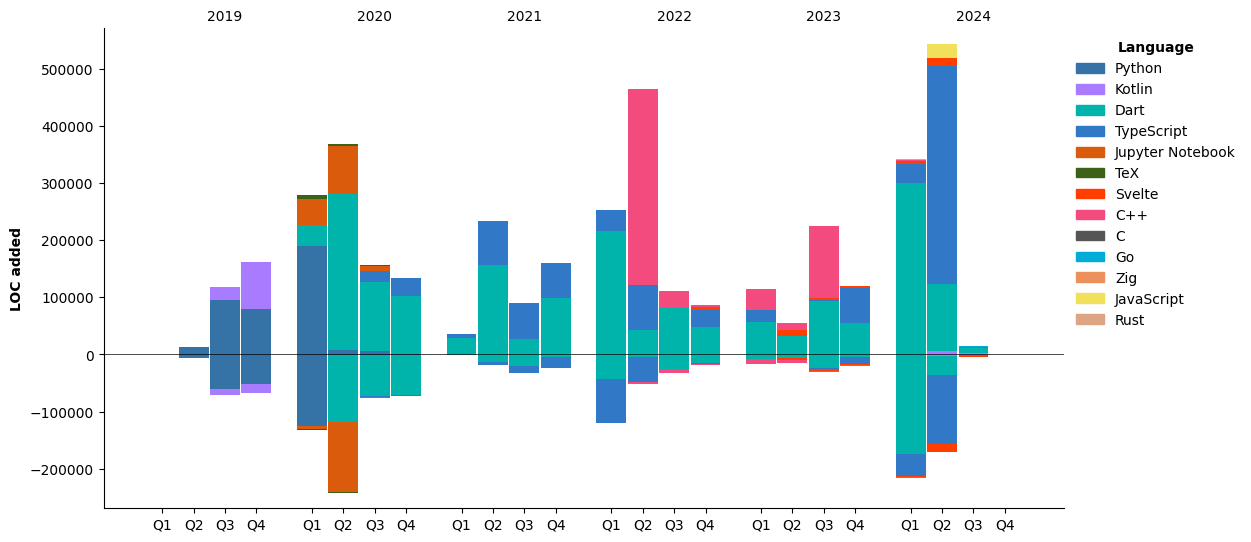 2019 2020 2021 2022 2023 2024
LOC added
500000
400000
300000
200000
100000
0
−100000
−200000
Q1 Q2 Q3 Q4 Q1 Q2 Q3 Q4 Q1 Q2 Q3 Q4 Q1 Q2 Q3 Q4 Q1 Q2 Q3 Q4 Q1 Q2 Q3 Q4
Language
Python
Kotlin
Dart
TypeScript
Jupyter Notebook
TeX
Svelte
C++
C
Go
Zig
JavaScript
Rust